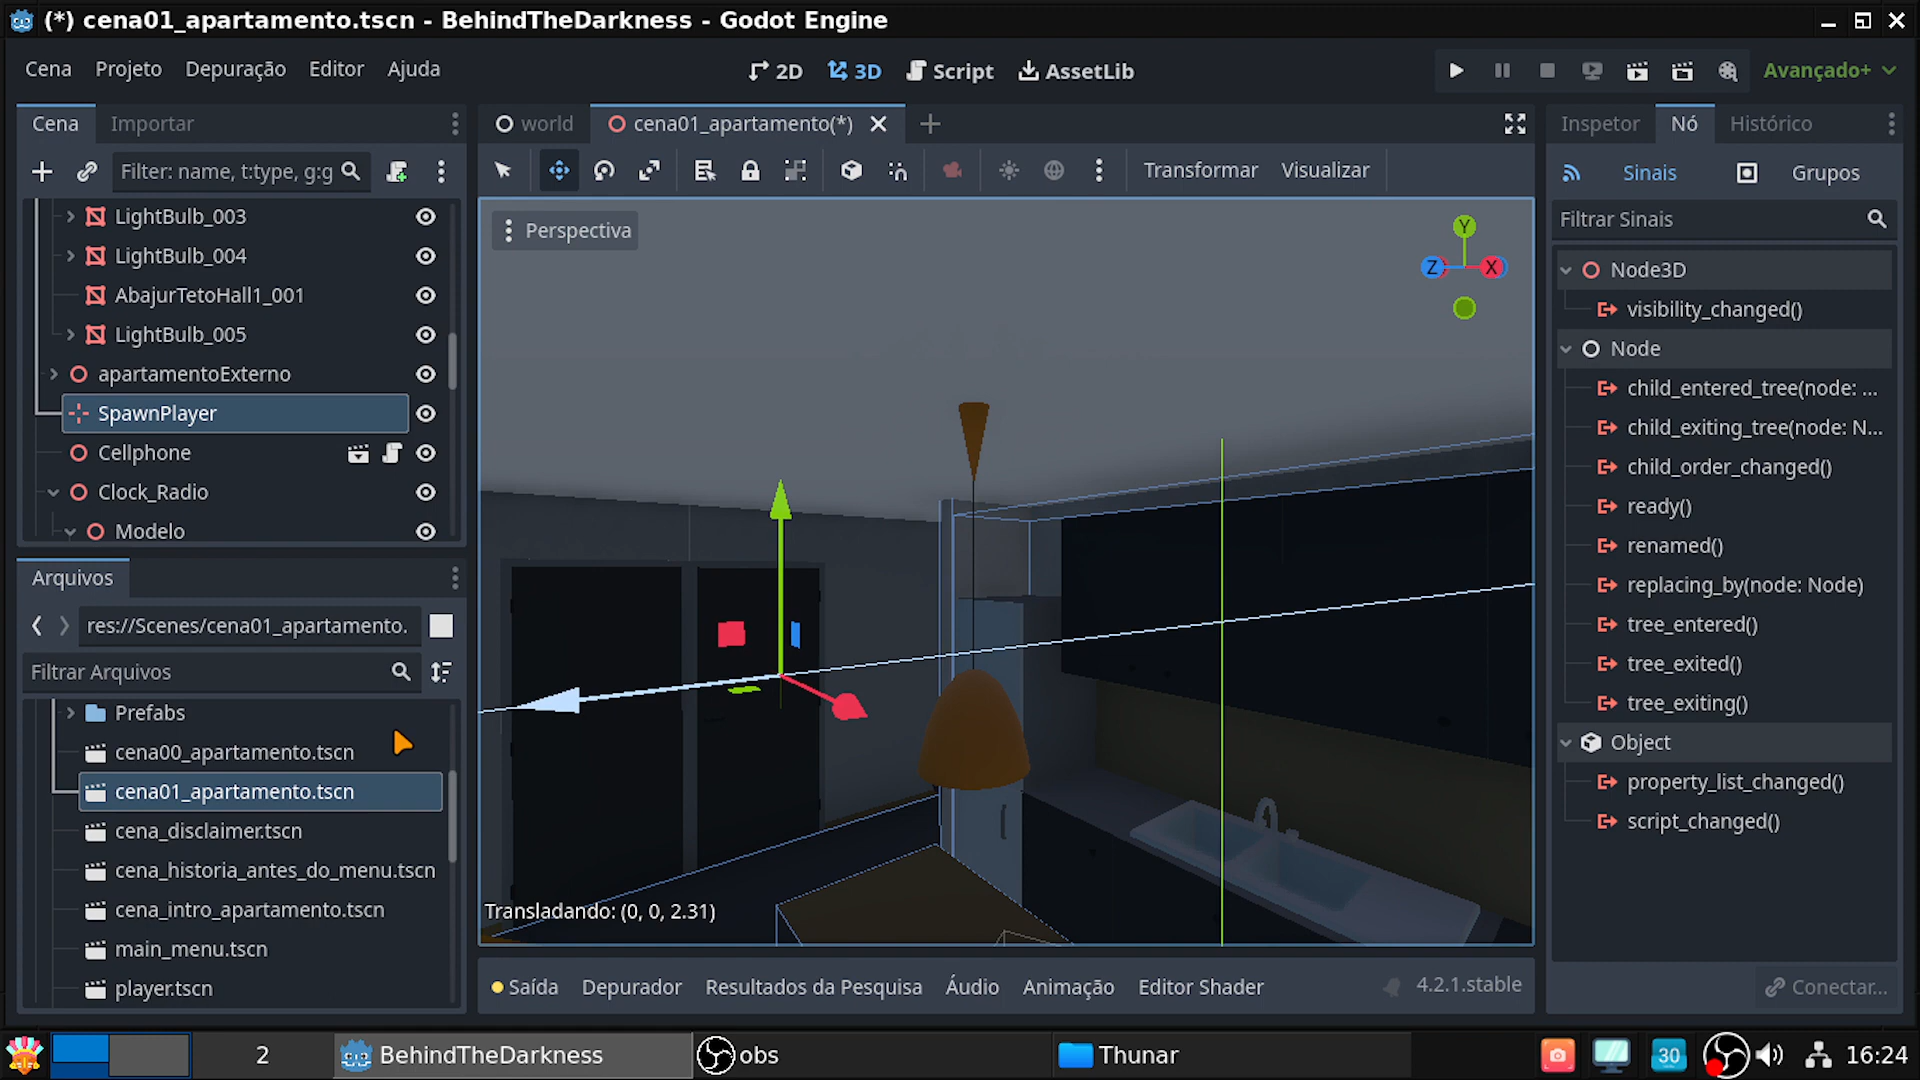 (*) cena01_apartamento.tscn - BehindTheDarkness - Godot Engine
Cena Projeto Depuração Editor Ajuda
2D 3D Script AssetLib
Avançado+
Cena Importar
world cena01_apartamento(*)
Inspetor Nó Histórico
Filter: name, t:type, g:g
Transformar Visualizar
Sinais Grupos
LightBulb_003
LightBulb_004
AbajurTetoHall1_001
LightBulb_005
apartamentoExterno
SpawnPlayer
Cellphone
Clock_Radio
Modelo
Perspectiva
Y
Z
X
Transladando: (0, 0, 2.31)
Filtrar Sinais
Node3D
visibility_changed()
Node
child_entered_tree(node: ...
child_exiting_tree(node: N...
child_order_changed()
ready()
renamed()
replacing_by(node: Node)
tree_entered()
tree_exited()
tree_exiting()
Object
property_list_changed()
script_changed()
Conectar...
Arquivos
res://Scenes/cena01_apartamento.
Filtrar Arquivos
Prefabs
cena00_apartamento.tscn
cena01_apartamento.tscn
cena_disclaimer.tscn
cena_historia_antes_do_menu.tscn
cena_intro_apartamento.tscn
main_menu.tscn
player.tscn
Saída Depurador Resultados da Pesquisa Áudio Animação Editor Shader 4.2.1.stable
2 BehindTheDarkness obs Thunar 30 16:24